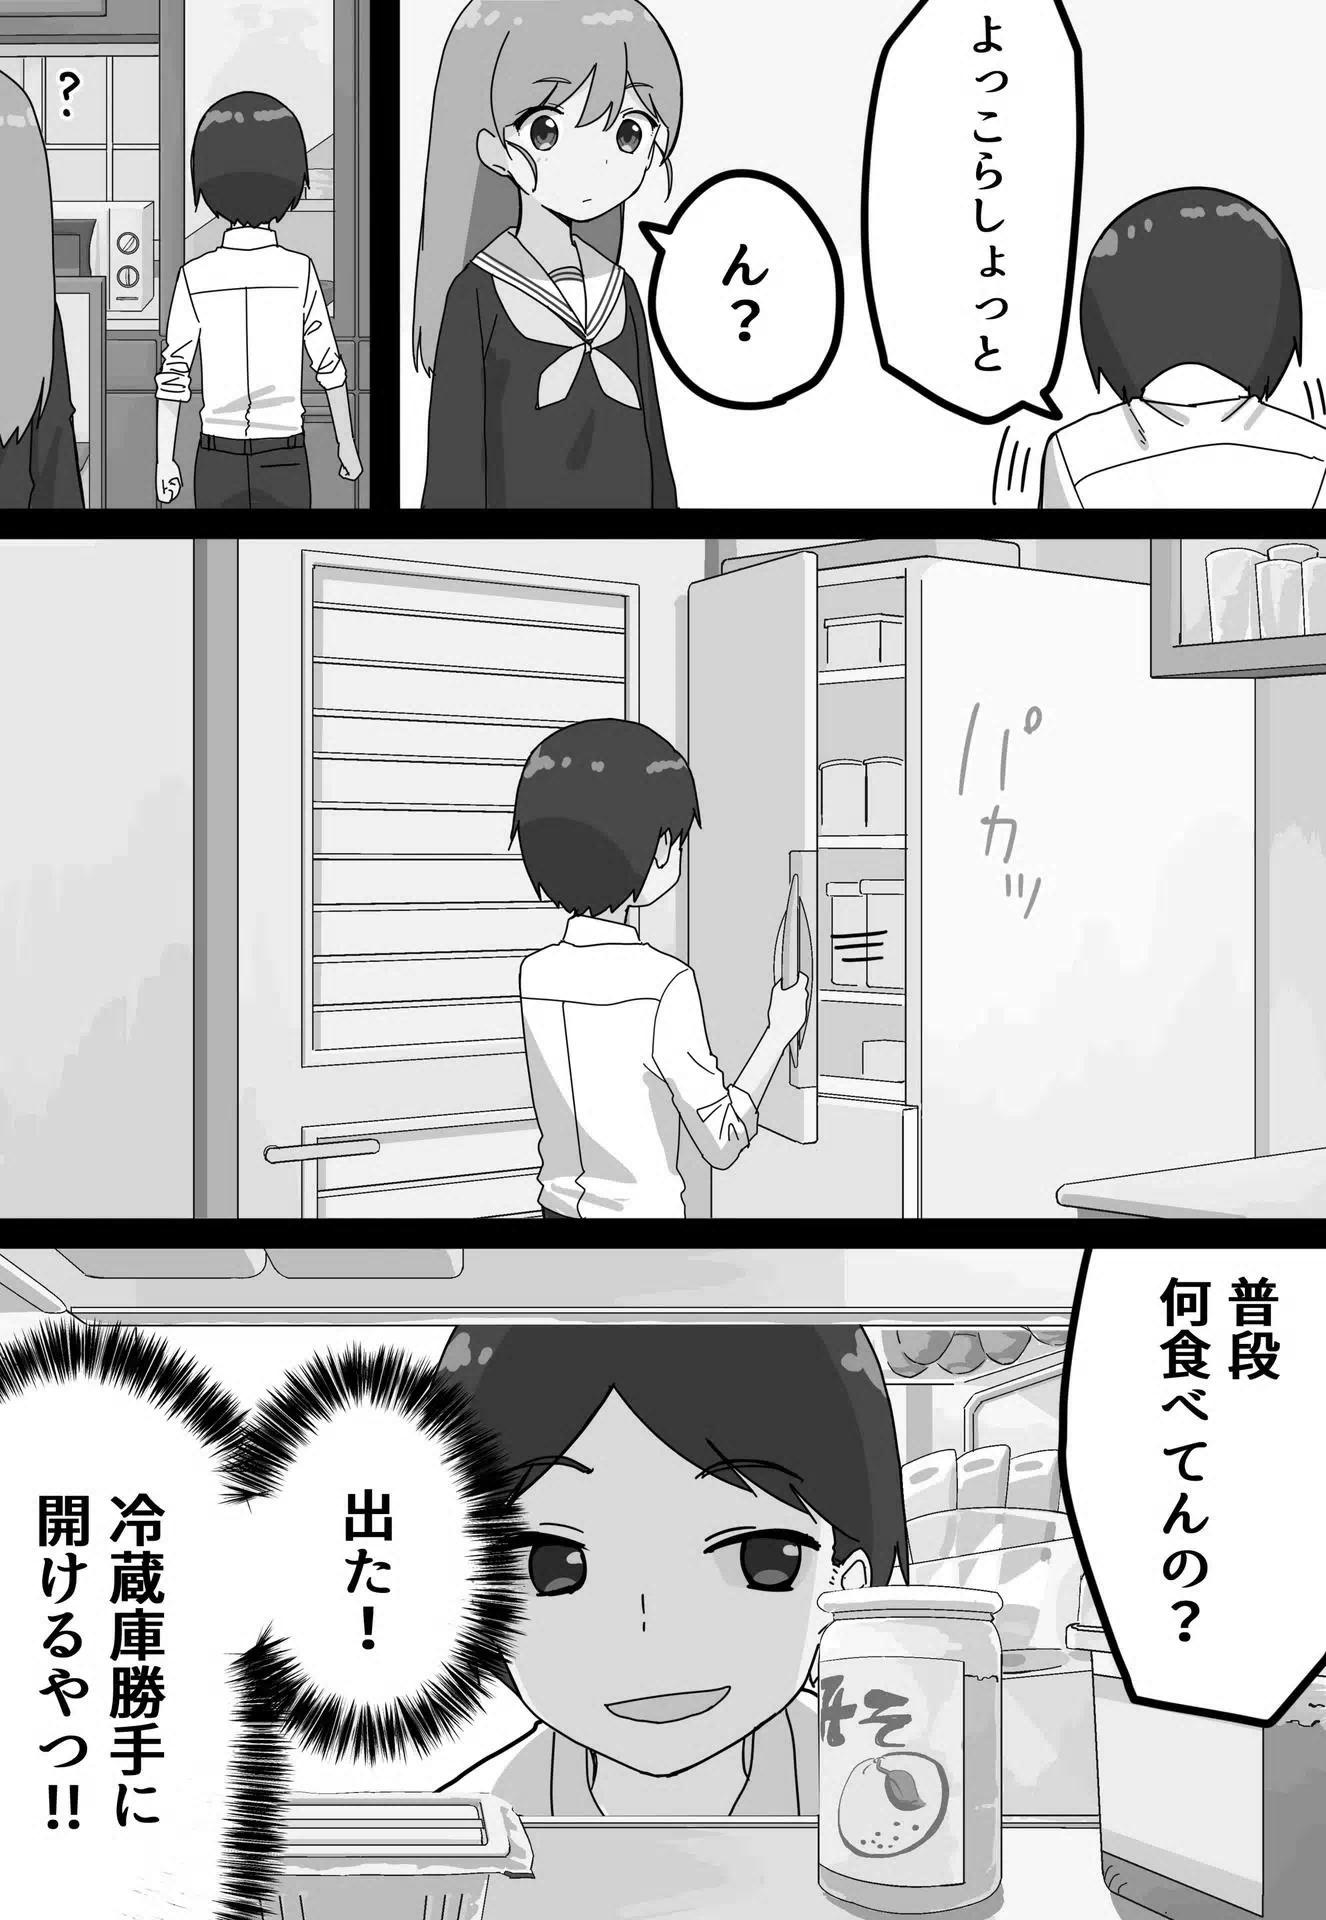 よっこらしょっと
ん？
？
パカッ
普段
何食べてんの？
出た！
冷蔵庫勝手に
開けるやつ!!
みそ